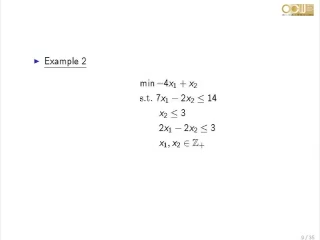 Example 2
min −4x₁ + x₂
s.t. 7x₁ − 2x₂ ≤ 14
x₂ ≤ 3
2x₁ − 2x₂ ≤ 3
x₁, x₂ ∈ ℤ₊